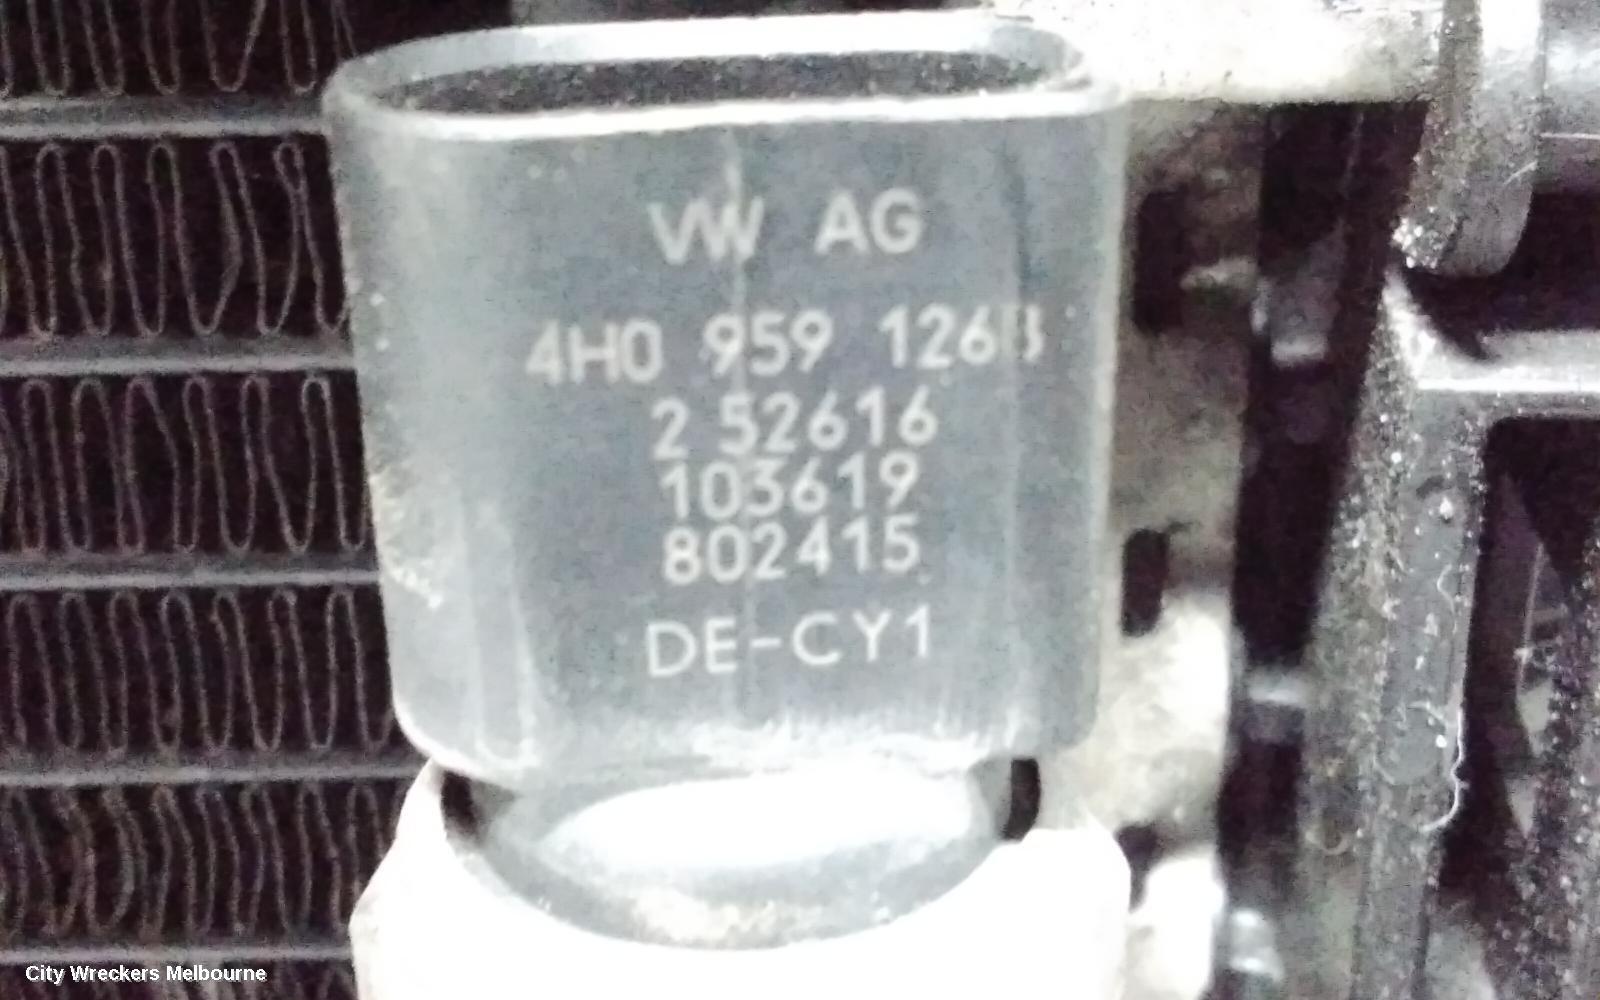 VW AG
4H0 959 126B
2 52616
103619
802415
DE-CY1
City Wreckers Melbourne